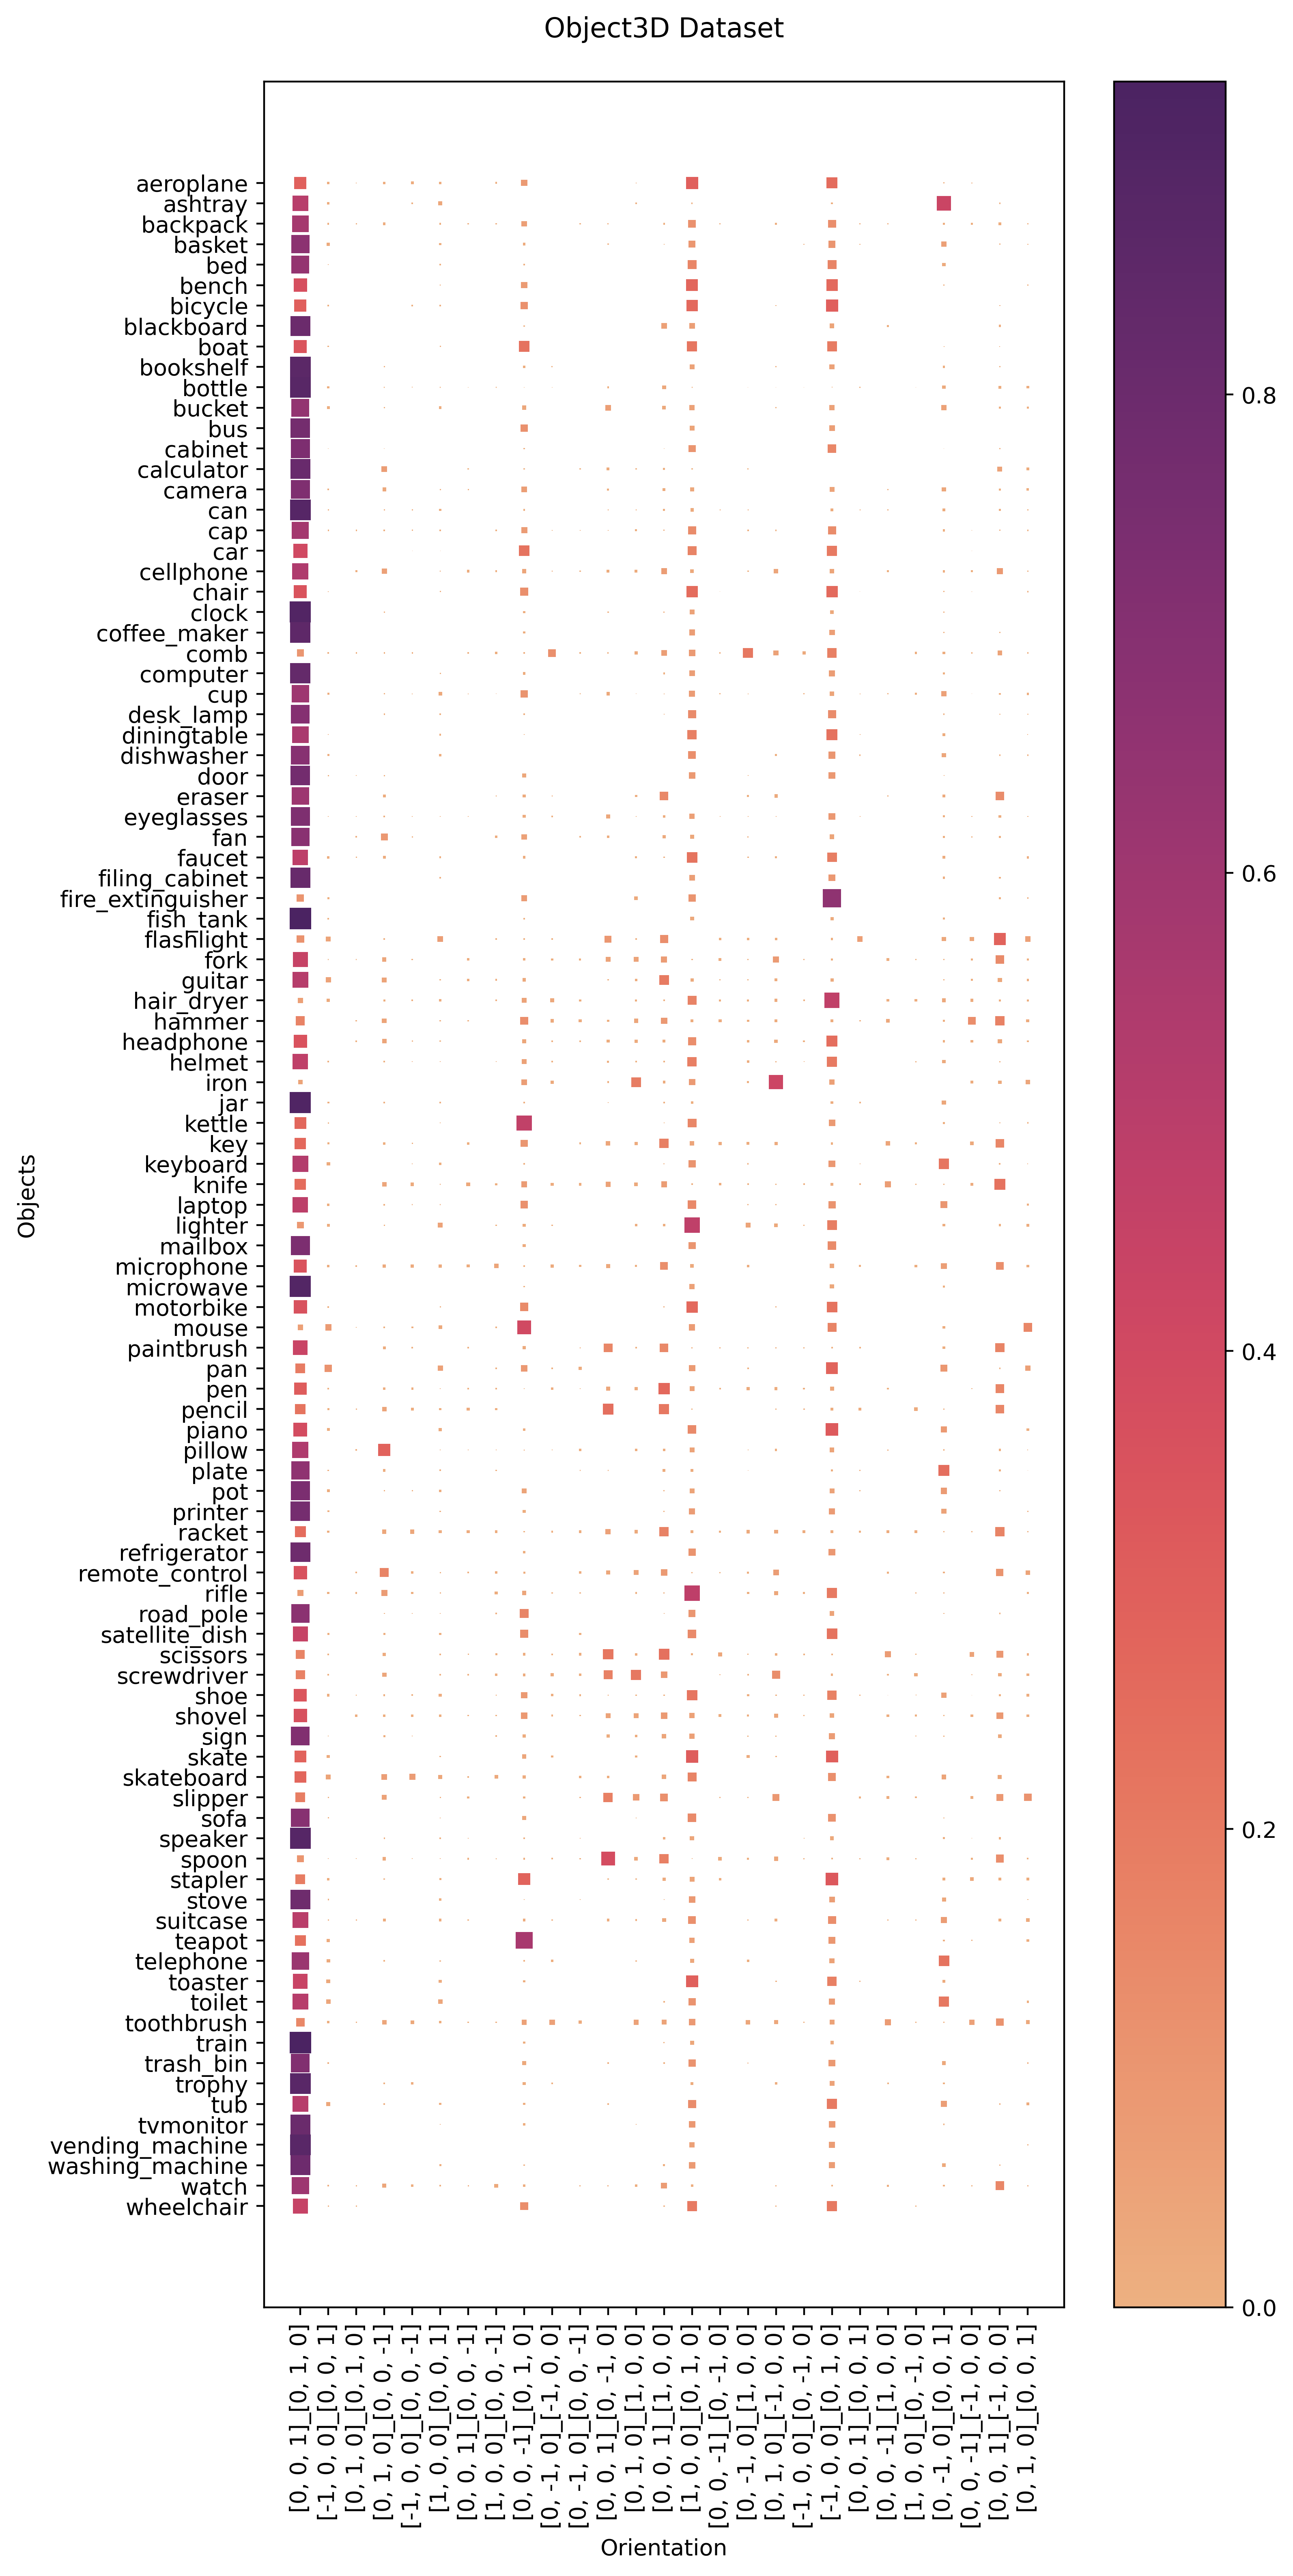 Object3D Dataset
aeroplane
ashtray
backpack
basket
bed
bench
bicycle
blackboard
boat
bookshelf
bottle
bucket
bus
cabinet
calculator
camera
can
cap
car
cellphone
chair
clock
coffee_maker
comb
computer
cup
desk_lamp
diningtable
dishwasher
door
eraser
eyeglasses
fan
faucet
filing_cabinet
fire_extinguisher
fish_tank
flashlight
fork
guitar
hair_dryer
hammer
headphone
helmet
iron
jar
kettle
key
keyboard
knife
laptop
lighter
mailbox
microphone
microwave
motorbike
mouse
paintbrush
pan
pen
pencil
piano
pillow
plate
pot
printer
racket
refrigerator
remote_control
rifle
road_pole
satellite_dish
scissors
screwdriver
shoe
shovel
sign
skate
skateboard
slipper
sofa
speaker
spoon
stapler
stove
suitcase
teapot
telephone
toaster
toilet
toothbrush
train
trash_bin
trophy
tub
tvmonitor
vending_machine
washing_machine
watch
wheelchair
Objects
[0, 0, 1]_[0, 1, 0]
[-1, 0, 0]_[0, 0, 1]
[0, 1, 0]_[0, 1, 0]
[0, 1, 0]_[0, 0, -1]
[-1, 0, 0]_[0, 0, -1]
[1, 0, 0]_[0, 0, 1]
[0, 0, 1]_[0, 0, -1]
[1, 0, 0]_[0, 0, -1]
[0, 0, -1]_[0, 1, 0]
[0, -1, 0]_[-1, 0, 0]
[0, -1, 0]_[0, 0, -1]
[0, 0, 1]_[0, -1, 0]
[0, 1, 0]_[1, 0, 0]
[0, 0, 1]_[1, 0, 0]
[1, 0, 0]_[0, 1, 0]
[0, 0, -1]_[0, -1, 0]
[0, -1, 0]_[1, 0, 0]
[0, 1, 0]_[-1, 0, 0]
[-1, 0, 0]_[0, -1, 0]
[-1, 0, 0]_[0, 1, 0]
[0, 0, 1]_[0, 0, 1]
[0, 0, -1]_[1, 0, 0]
[1, 0, 0]_[0, -1, 0]
[0, -1, 0]_[0, 0, 1]
[0, 0, -1]_[-1, 0, 0]
[0, 0, 1]_[-1, 0, 0]
[0, 1, 0]_[0, 0, 1]
Orientation
0.8
0.6
0.4
0.2
0.0